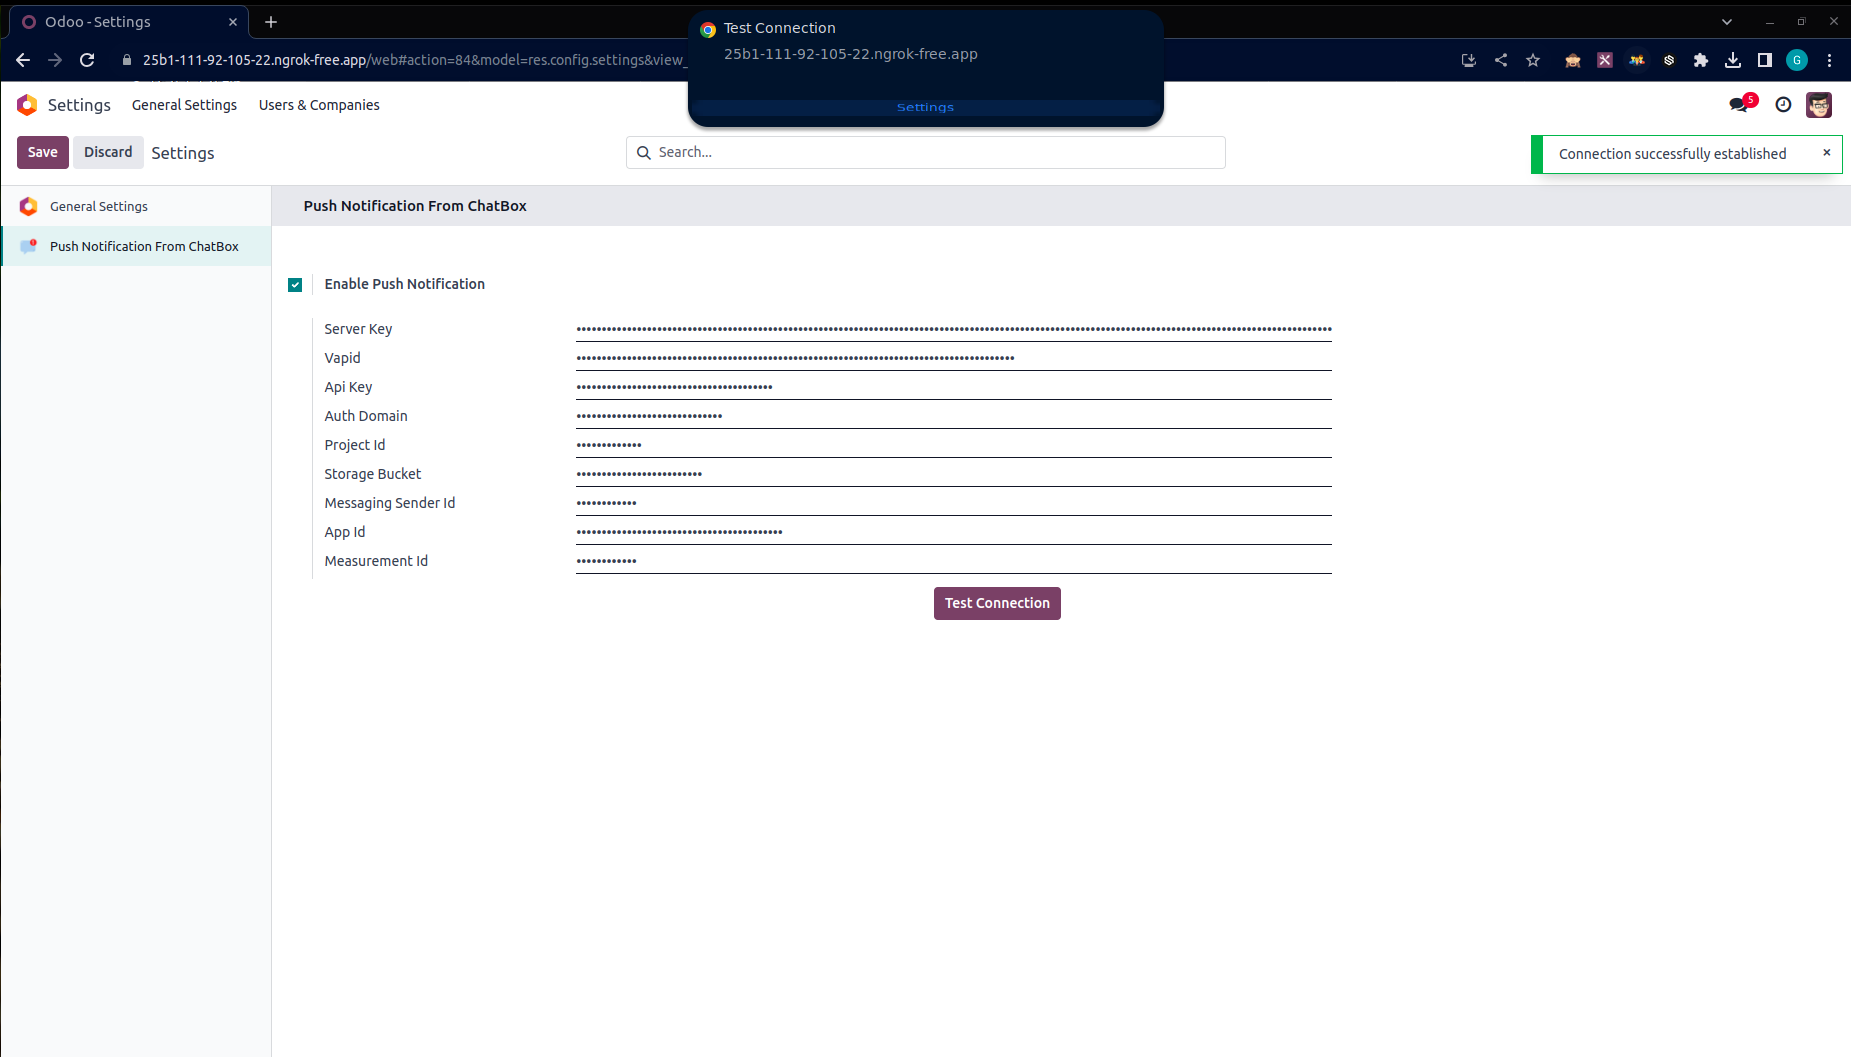 Odoo - Settings
Test Connection
25b1-111-92-105-22.ngrok-free.app
Settings
25b1-111-92-105-22.ngrok-free.app/web#action=84&model=res.config.settings&view_
G
Settings
General Settings
Users & Companies
5
Save
Discard
Settings
Search...
Connection successfully established
General Settings
Push Notification From ChatBox
Push Notification From ChatBox
Enable Push Notification
Server Key
Vapid
Api Key
Auth Domain
Project Id
Storage Bucket
Messaging Sender Id
App Id
Measurement Id
Test Connection